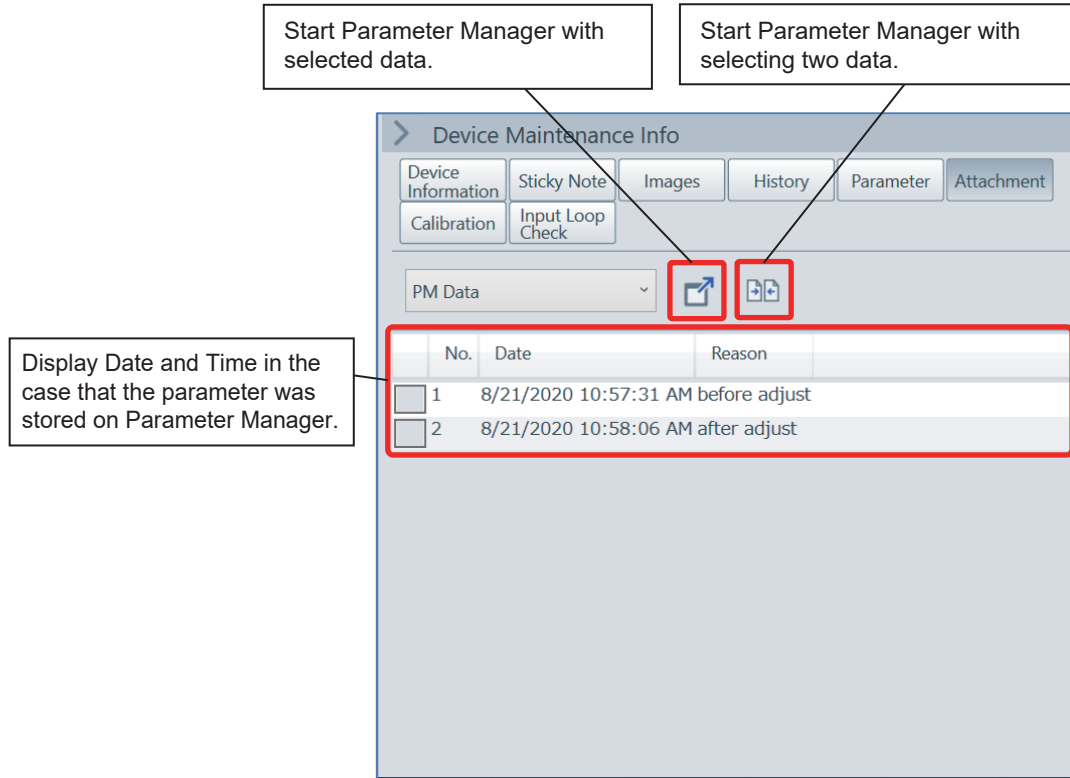 Start Parameter Manager with
selected data.
Start Parameter Manager with
selecting two data.
Device Maintenance Info
Device
Information
Sticky Note
Images
History
Parameter
Attachment
Calibration
Input Loop
Check
PM Data
No. Date Reason
1 8/21/2020 10:57:31 AM before adjust
2 8/21/2020 10:58:06 AM after adjust
Display Date and Time in the
case that the parameter was
stored on Parameter Manager.